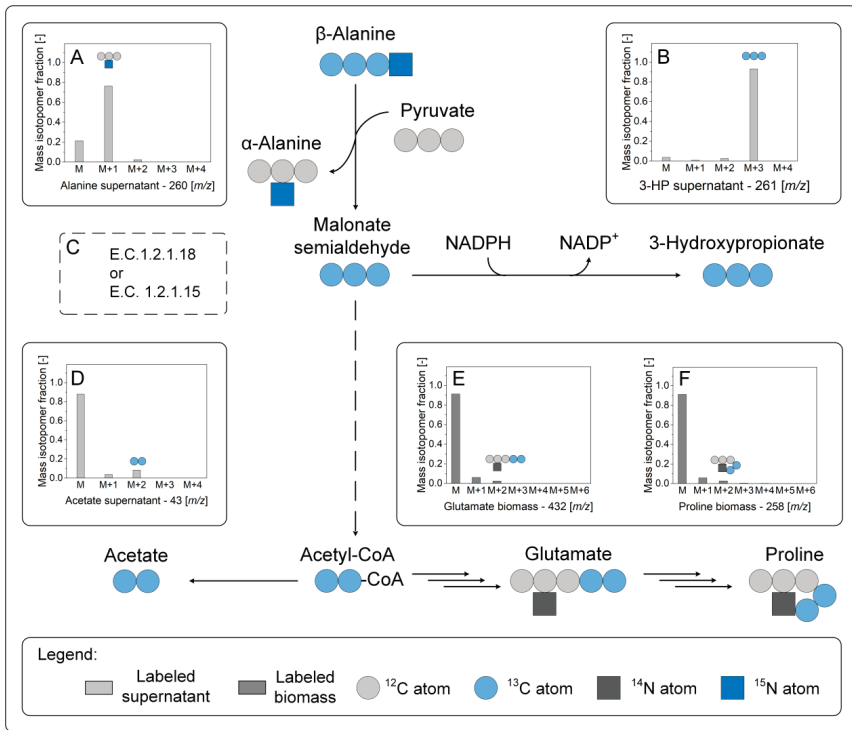 A
Mass isotopomer fraction [-]
1.0
0.8
0.6
0.4
0.2
0.0
M M+1 M+2 M+3 M+4
Alanine supernatant - 260 [m/z]
β-Alanine
Pyruvate
α-Alanine
B
Mass isotopomer fraction [-]
1.0
0.8
0.6
0.4
0.2
0.0
M M+1 M+2 M+3 M+4
3-HP supernatant - 261 [m/z]
C
E.C.1.2.1.18
or
E.C. 1.2.1.15
Malonate
semialdehyde
NADPH NADP⁺ 3-Hydroxypropionate
D
Mass isotopomer fraction [-]
1.0
0.8
0.6
0.4
0.2
0.0
M M+1 M+2 M+3 M+4
Acetate supernatant - 43 [m/z]
E
Mass isotopomer fraction [-]
1.0
0.8
0.6
0.4
0.2
0.0
M M+1 M+2 M+3 M+4 M+5 M+6
Glutamate biomass - 432 [m/z]
F
Mass isotopomer fraction [-]
1.0
0.8
0.6
0.4
0.2
0.0
M M+1 M+2 M+3 M+4 M+5 M+6
Proline biomass - 258 [m/z]
Acetate Acetyl-CoA Glutamate Proline
-CoA
Legend:
Labeled
supernatant
Labeled
biomass
¹²C atom
¹³C atom
¹⁴N atom
¹⁵N atom